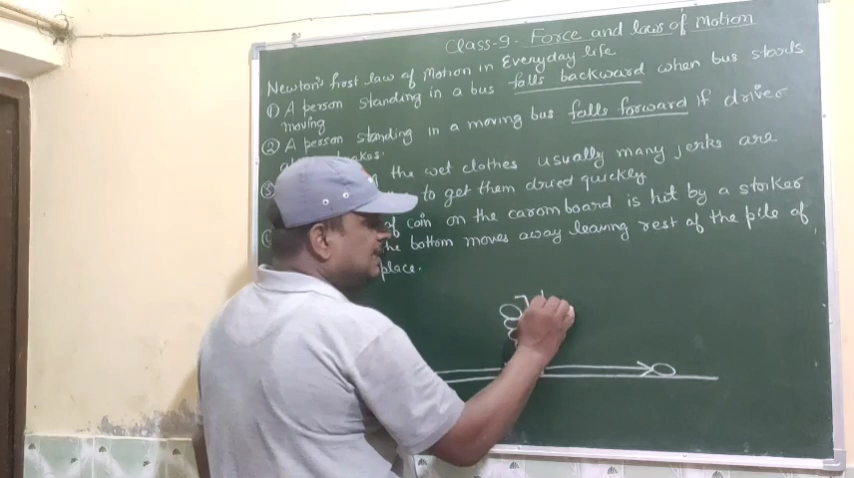 Class-9- Force and laws of Motion
Newton's first law of Motion in Everyday life
① A person standing in a bus falls backward when bus starts
moving
② A person standing in a moving bus falls forward if driver
the wet clothes usually many jerks are
to get them dried quickly
of coin on the caromboard is hit by a striker
bottom moves away leaving rest of the pile of
place.